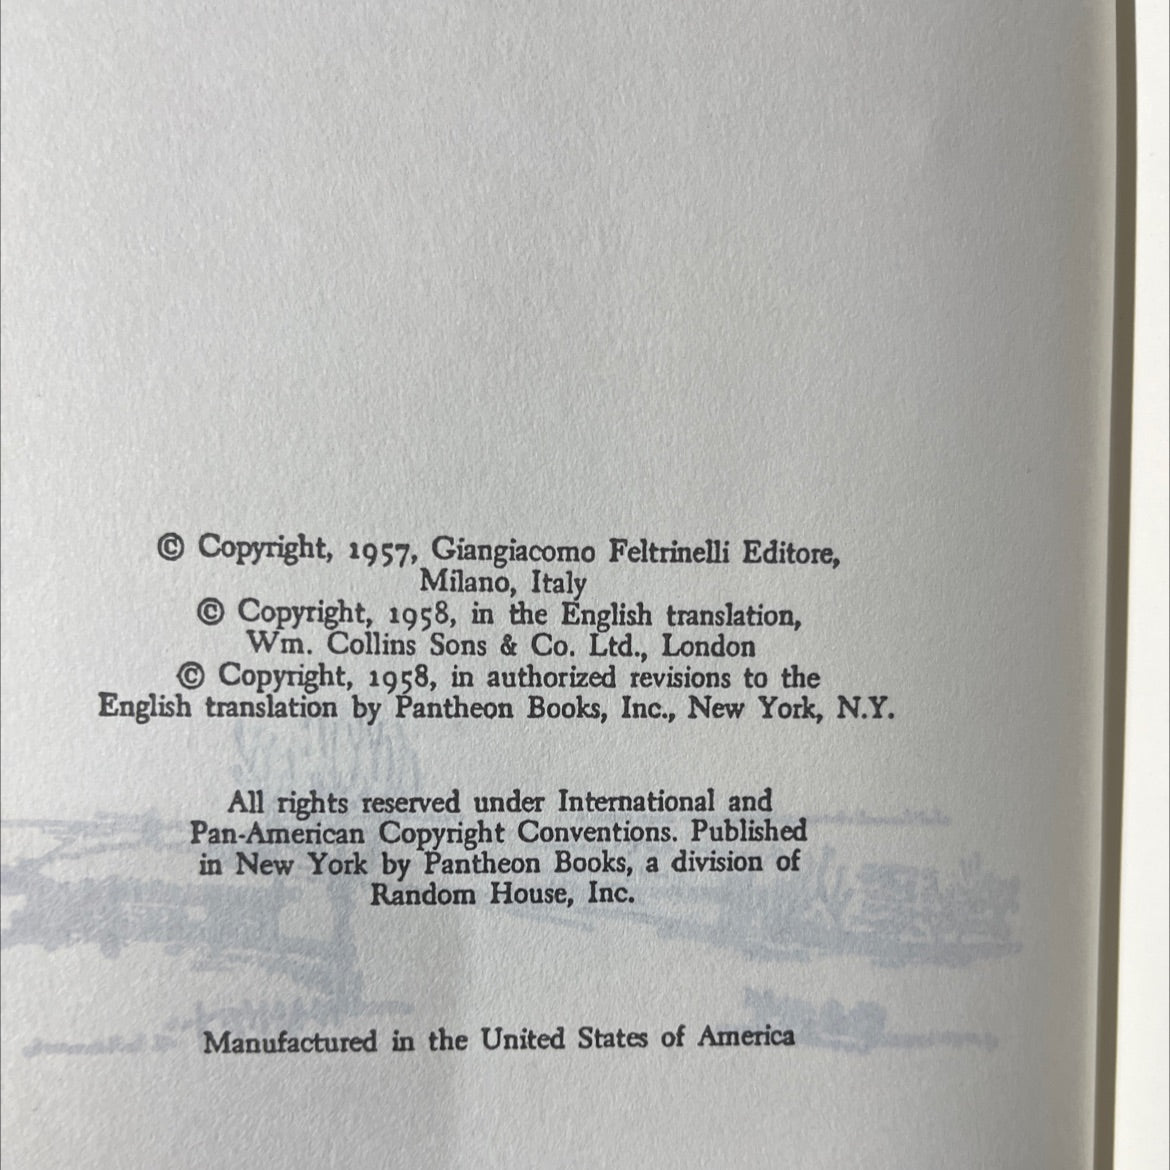 © Copyright, 1957, Giangiacomo Feltrinelli Editore,
Milano, Italy
© Copyright, 1958, in the English translation,
Wm. Collins Sons & Co. Ltd., London
© Copyright, 1958, in authorized revisions to the
English translation by Pantheon Books, Inc., New York, N.Y.
All rights reserved under International and
Pan-American Copyright Conventions. Published
in New York by Pantheon Books, a division of
Random House, Inc.
Manufactured in the United States of America